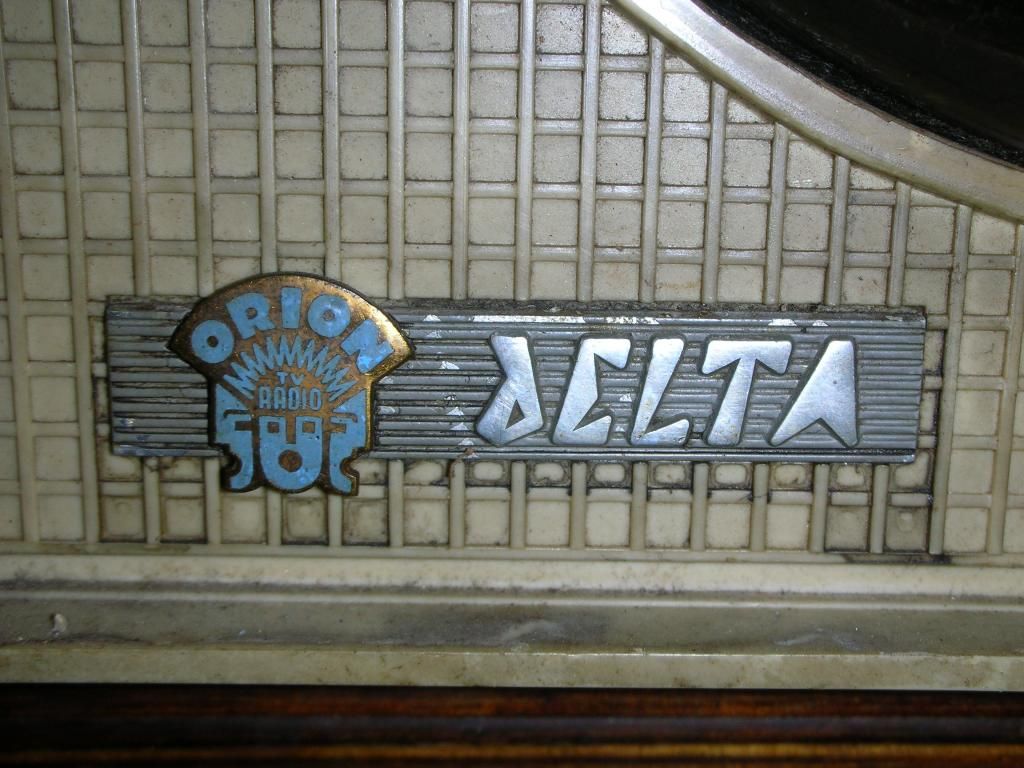 ORION
TV
RADIO
DELTA